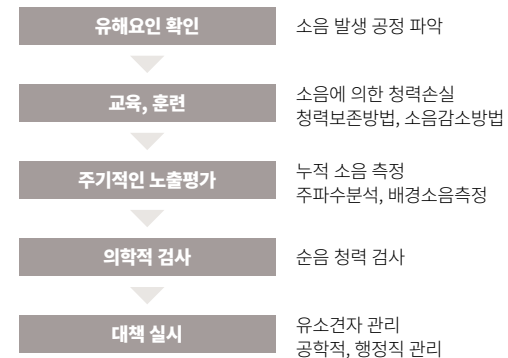 유해요인 확인
소음 발생 공정 파악
교육, 훈련
소음에 의한 청력손실
청력보존방법, 소음감소방법
주기적인 노출평가
누적 소음 측정
주파수분석, 배경소음측정
의학적 검사
순음 청력 검사
대책 실시
유소견자 관리
공학적, 행정직 관리